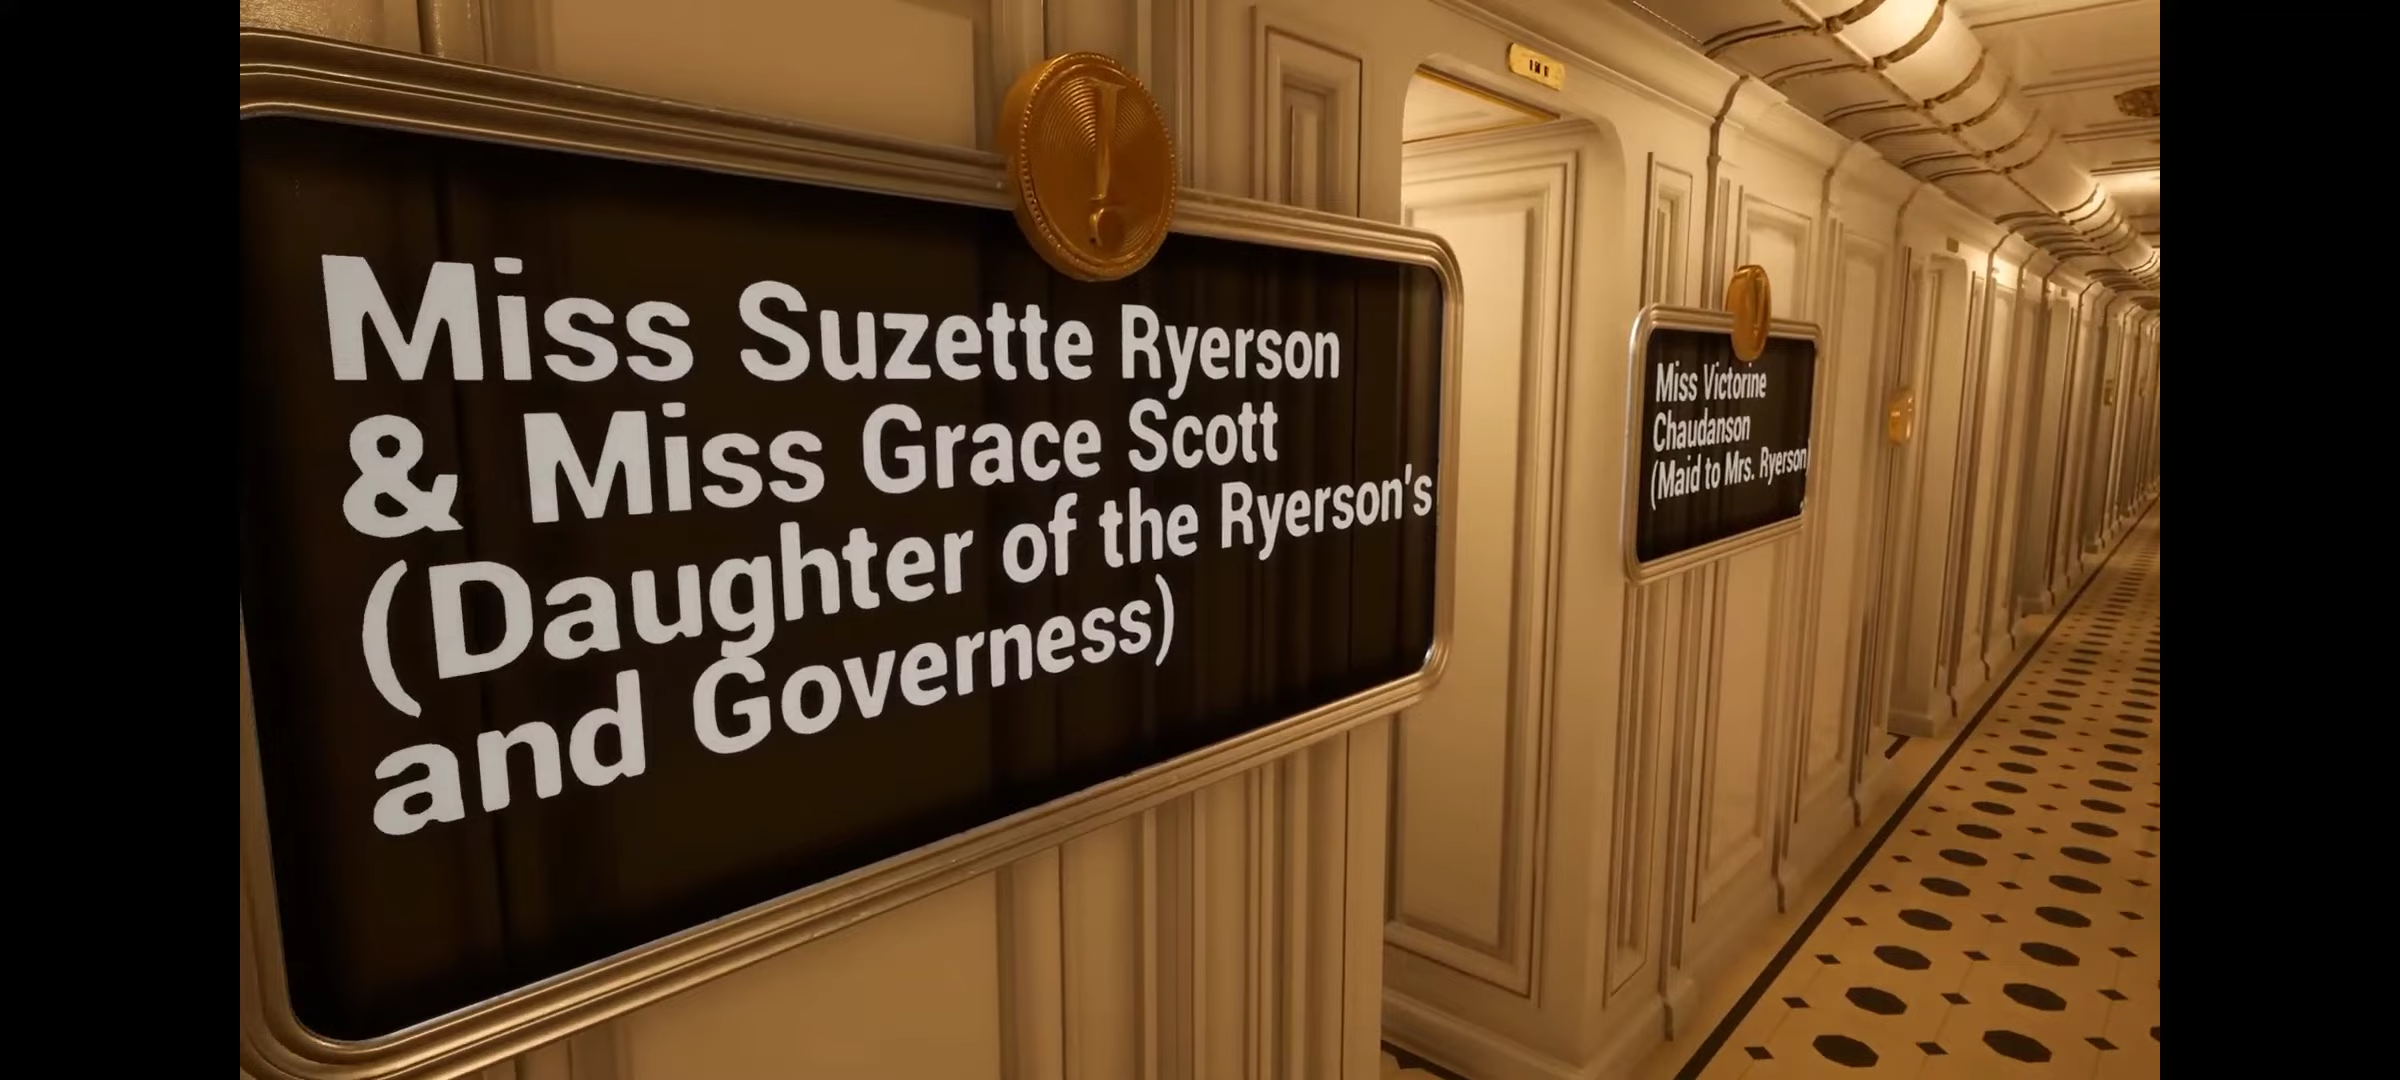 Miss Suzette Ryerson
& Miss Grace Scott
(Daughter of the Ryerson's
and Governess)
Miss Victorine
Chaudanson
(Maid to Mrs. Ryerson)